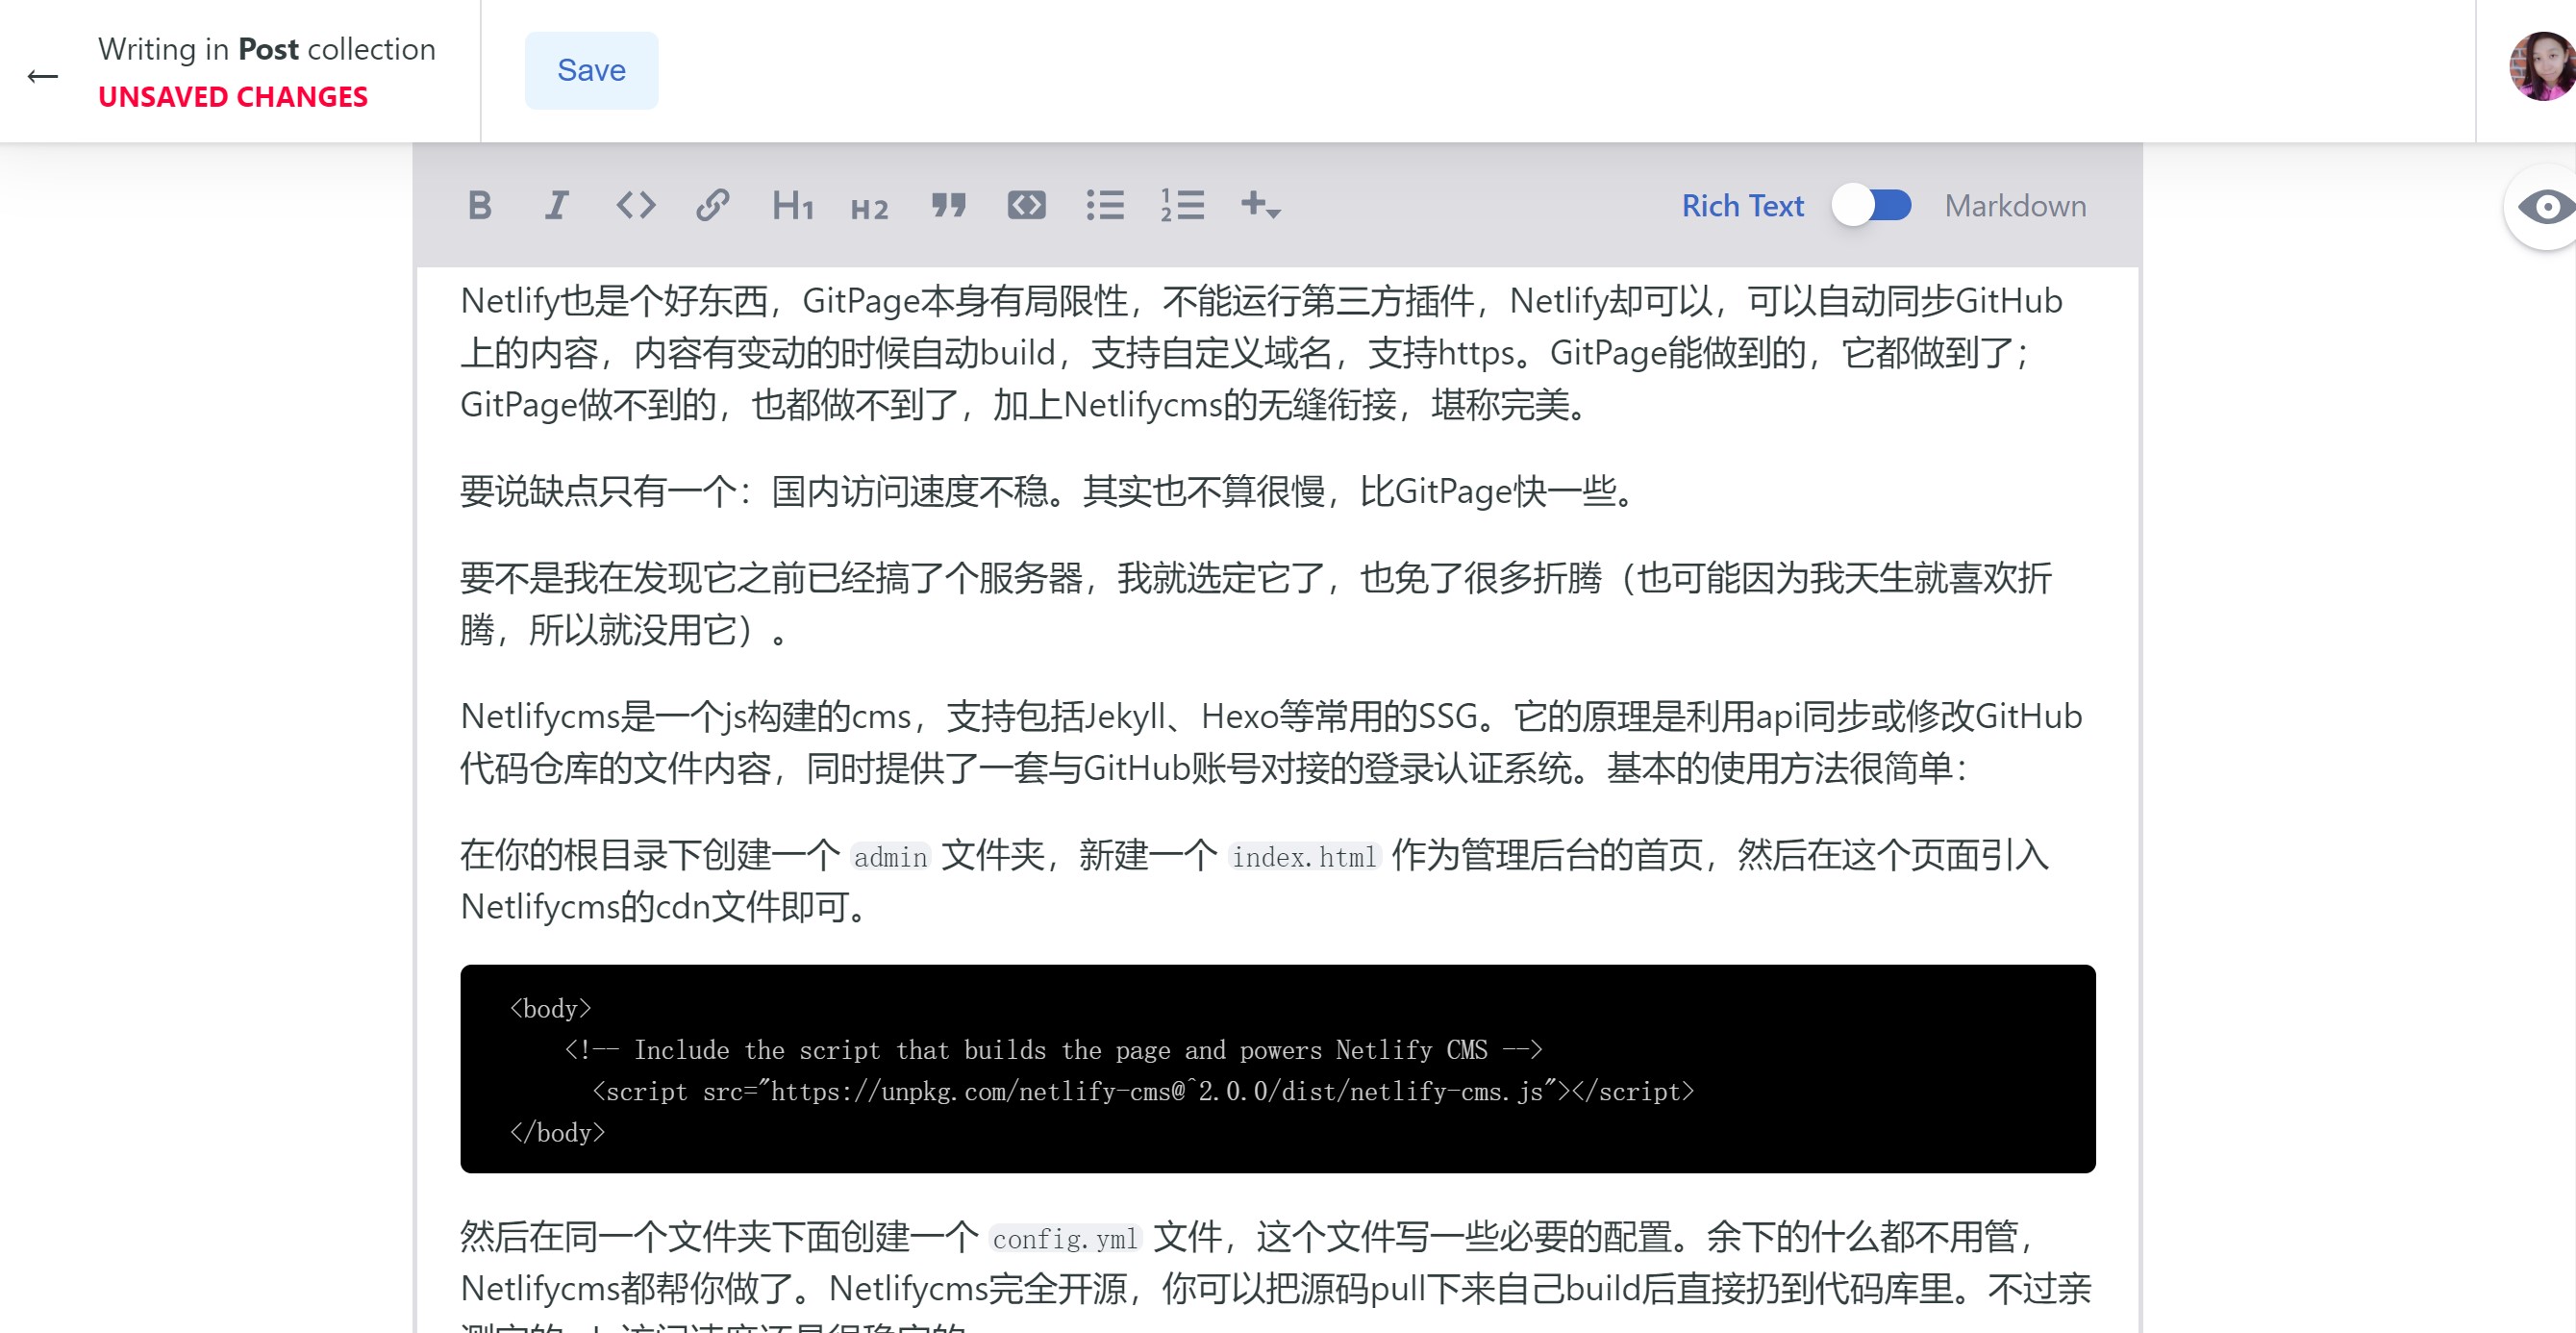 Writing in Post collection
UNSAVED CHANGES
Save
B I <> H1 H2
Rich Text Markdown
Netlify也是个好东西，GitPage本身有局限性，不能运行第三方插件，Netlify却可以，可以自动同步GitHub
上的内容，内容有变动的时候自动build，支持自定义域名，支持https。GitPage能做到的，它都做到了；
GitPage做不到的，也都做不到了，加上Netlifycms的无缝衔接，堪称完美。
要说缺点只有一个：国内访问速度不稳。其实也不算很慢，比GitPage快一些。
要不是我在发现它之前已经搞了个服务器，我就选定它了，也免了很多折腾（也可能因为我天生就喜欢折
腾，所以就没用它）。
Netlifycms是一个js构建的cms，支持包括Jekyll、Hexo等常用的SSG。它的原理是利用api同步或修改GitHub
代码仓库的文件内容，同时提供了一套与GitHub账号对接的登录认证系统。基本的使用方法很简单：
在你的根目录下创建一个 admin 文件夹，新建一个 index.html 作为管理后台的首页，然后在这个页面引入
Netlifycms的cdn文件即可。
<body>
<!-- Include the script that builds the page and powers Netlify CMS -->
<script src="https://unpkg.com/netlify-cms@^2.0.0/dist/netlify-cms.js"></script>
</body>
然后在同一个文件夹下面创建一个 config.yml 文件，这个文件写一些必要的配置。余下的什么都不用管，
Netlifycms都帮你做了。Netlifycms完全开源，你可以把源码pull下来自己build后直接扔到代码库里。不过亲